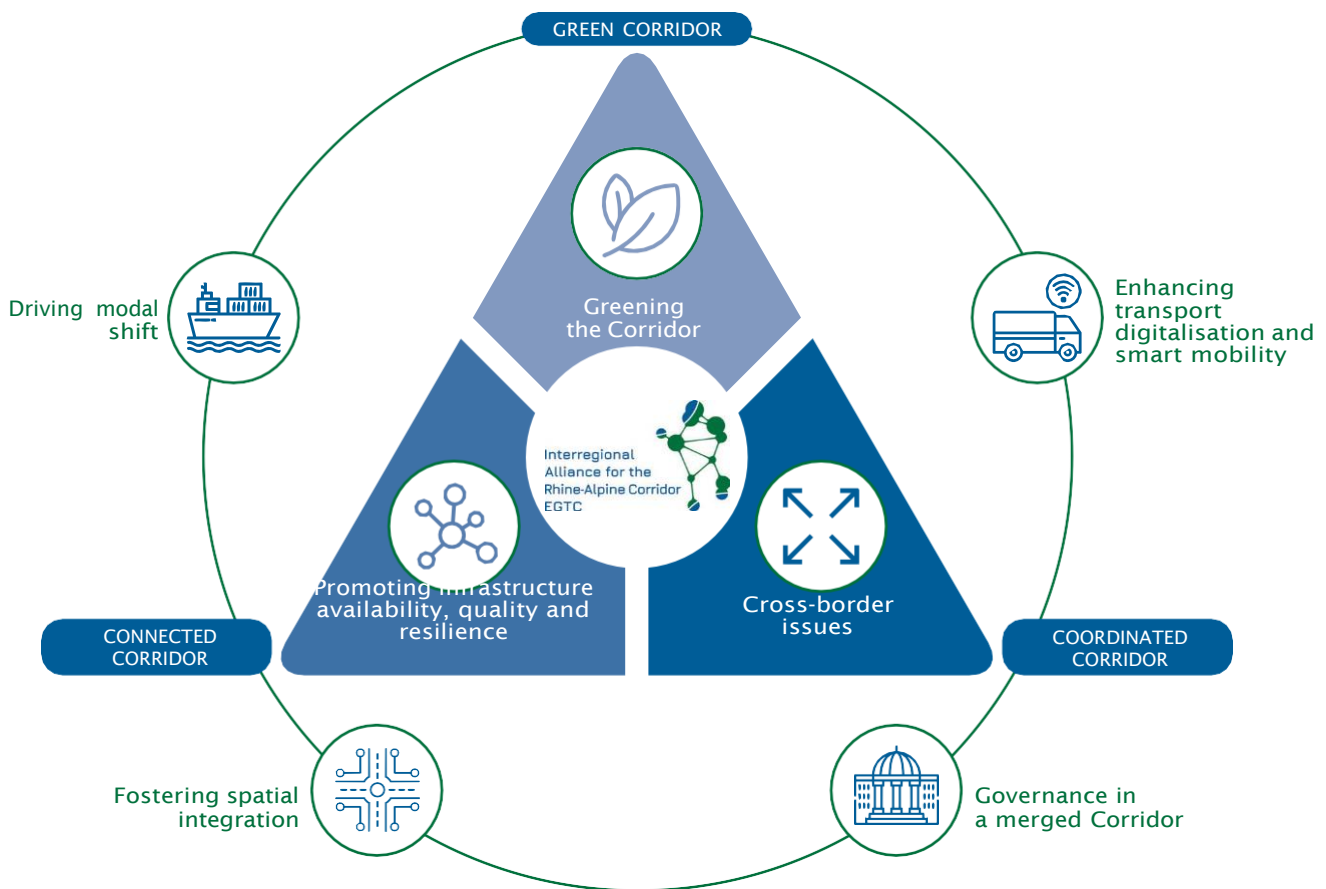 GREEN CORRIDOR
Greening
the Corridor
Driving modal
shift
Enhancing
transport
digitalisation and
smart mobility
Interregional
Alliance for the
Rhine-Alpine Corridor
EGTC
Promoting infrastructure
availability, quality and
resilience
Cross-border
issues
CONNECTED
CORRIDOR
COORDINATED
CORRIDOR
Fostering spatial
integration
Governance in
a merged Corridor